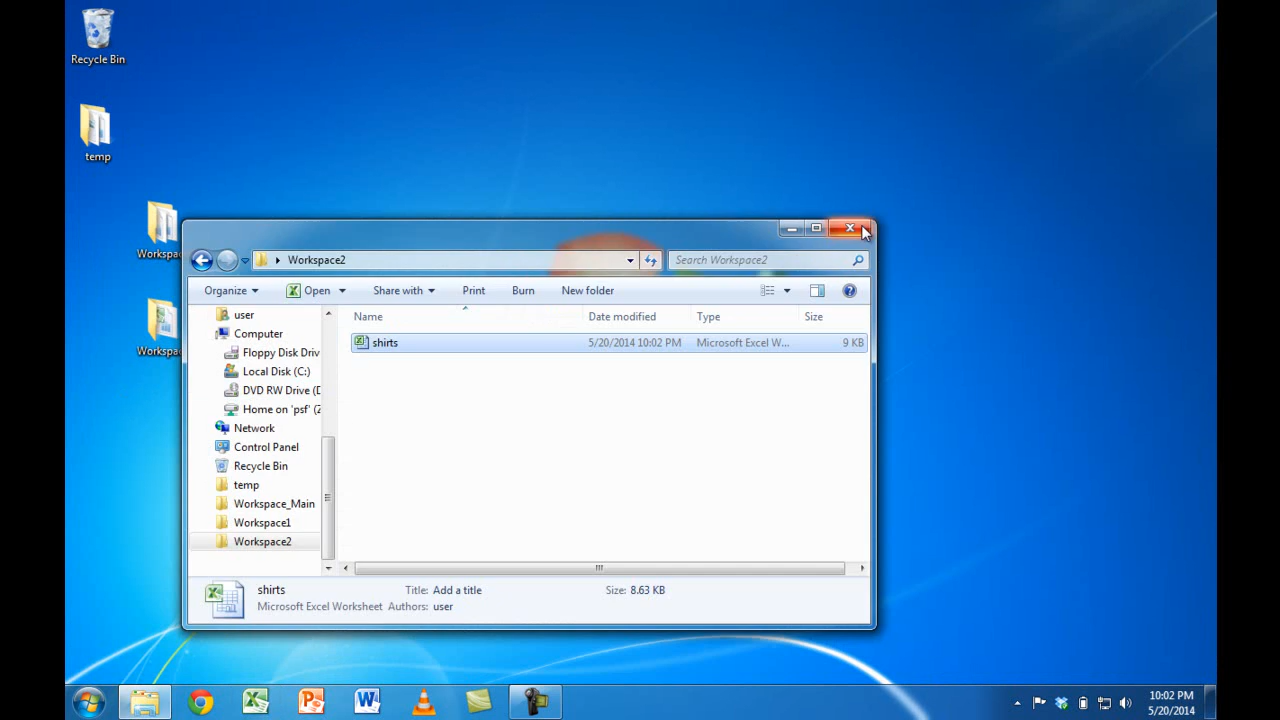 Recycle Bin
temp
Workspac
Workspac
Workspace2
Search Workspace2
Organize Open Share with Print Burn New folder
Name Date modified Type Size
shirts 5/20/2014 10:02 PM Microsoft Excel W... 9 KB
user
Computer
Floppy Disk Driv
Local Disk (C:)
DVD RW Drive (D
Home on 'psf' (Z
Network
Control Panel
Recycle Bin
temp
Workspace_Main
Workspace1
Workspace2
shirts Title: Add a title Size: 8.63 KB
Microsoft Excel Worksheet Authors: user
10:02 PM
5/20/2014